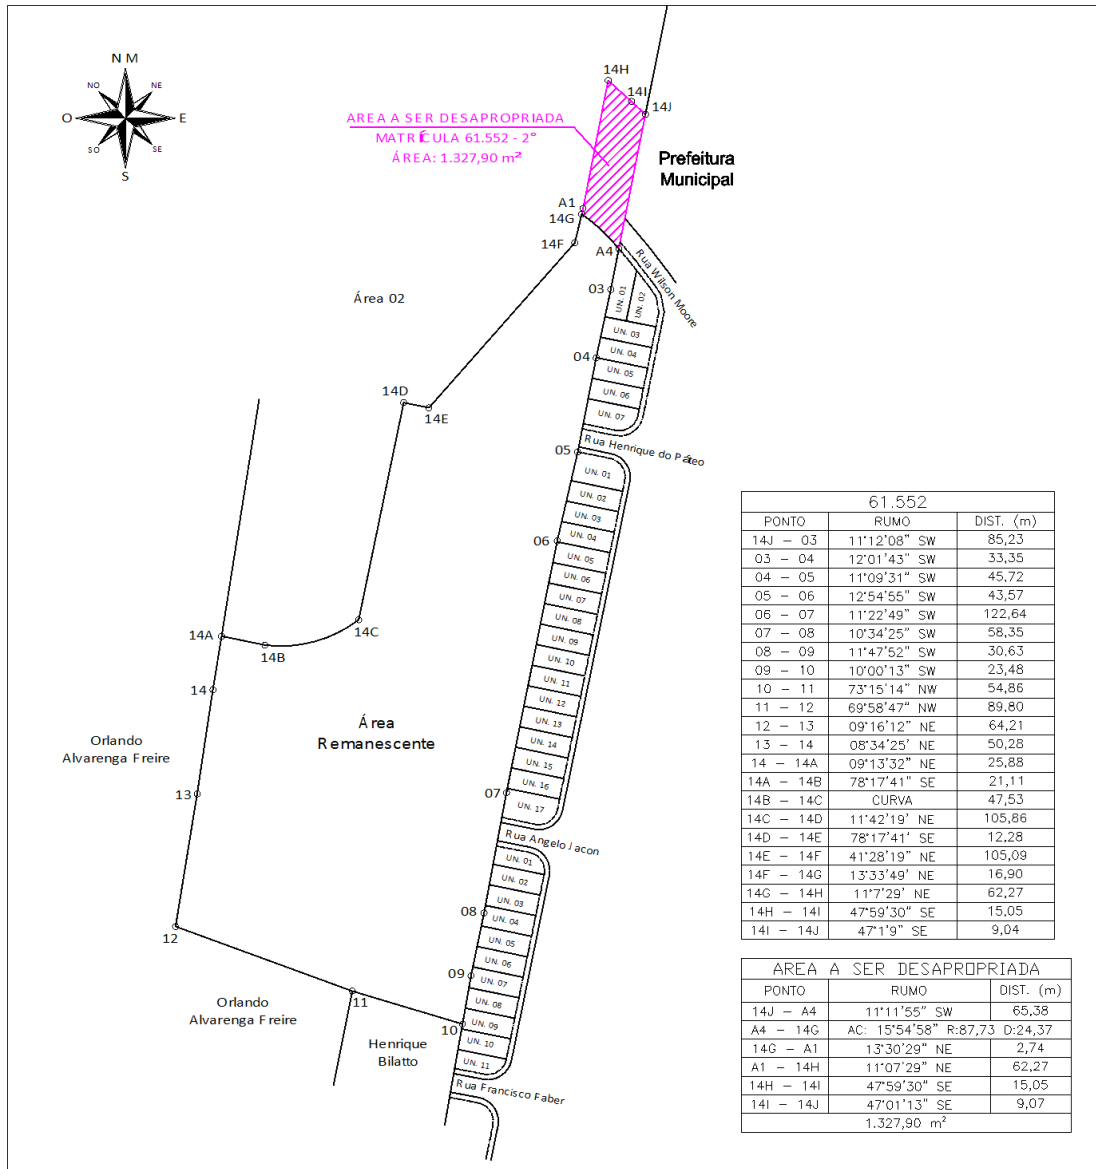 N M
NO
NE
O
E
SO
SE
S
14H
14I
14J
AREA A SER DESAPROPRIADA
MATRÍCULA 61.552 - 2°
ÁREA: 1.327,90 m²
Prefeitura
Municipal
A1
14G
14F
A4
Rua Wilson Moore
Área 02
03
UN. 01
UN. 02
UN. 03
04
UN. 04
UN. 05
UN. 06
UN. 07
14D
14E
Rua Henrique do Páteo
05
UN. 01
UN. 02
UN. 03
06
UN. 04
UN. 05
UN. 06
UN. 07
UN. 08
UN. 09
UN. 10
UN. 11
UN. 12
UN. 13
UN. 14
UN. 15
UN. 16
07
UN. 17
14A
14B
14C
14
Área
Remanescente
Orlando
Alvarenga Freire
13
Rua Angelo Jacon
UN. 01
UN. 02
UN. 03
08
UN. 04
UN. 05
UN. 06
09
UN. 07
UN. 08
UN. 09
10
UN. 10
UN. 11
12
11
Orlando
Alvarenga Freire
Henrique
Bilatto
Rua Francisco Faber
61.552
PONTO RUMO DIST. (m)
14J – 03 11°12'08" SW 85,23
03 – 04 12°01'43" SW 33,35
04 – 05 11°09'31" SW 45,72
05 – 06 12°54'55" SW 43,57
06 – 07 11°22'49" SW 122,64
07 – 08 10°34'25" SW 58,35
08 – 09 11°47'52" SW 30,63
09 – 10 10°00'13" SW 23,48
10 – 11 73°15'14" NW 54,86
11 – 12 69°58'47" NW 89,80
12 – 13 09°16'12" NE 64,21
13 – 14 08°34'25' NE 50,28
14 – 14A 09°13'32" NE 25,88
14A – 14B 78°17'41" SE 21,11
14B – 14C CURVA 47,53
14C – 14D 11°42'19' NE 105,86
14D – 14E 78°17'41' SE 12,28
14E – 14F 41°28'19" NE 105,09
14F – 14G 13°33'49' NE 16,90
14G – 14H 11°7'29' NE 62,27
14H – 14I 47°59'30" SE 15,05
14I – 14J 47°1'9" SE 9,04
AREA A SER DESAPROPRIADA
PONTO RUMO DIST. (m)
14J – A4 11°11'55" SW 65,38
A4 – 14G AC: 15°54'58" R:87,73 D:24,37
14G – A1 13°30'29" NE 2,74
A1 – 14H 11°07'29" NE 62,27
14H – 14I 47°59'30" SE 15,05
14I – 14J 47°01'13" SE 9,07
1.327,90 m²